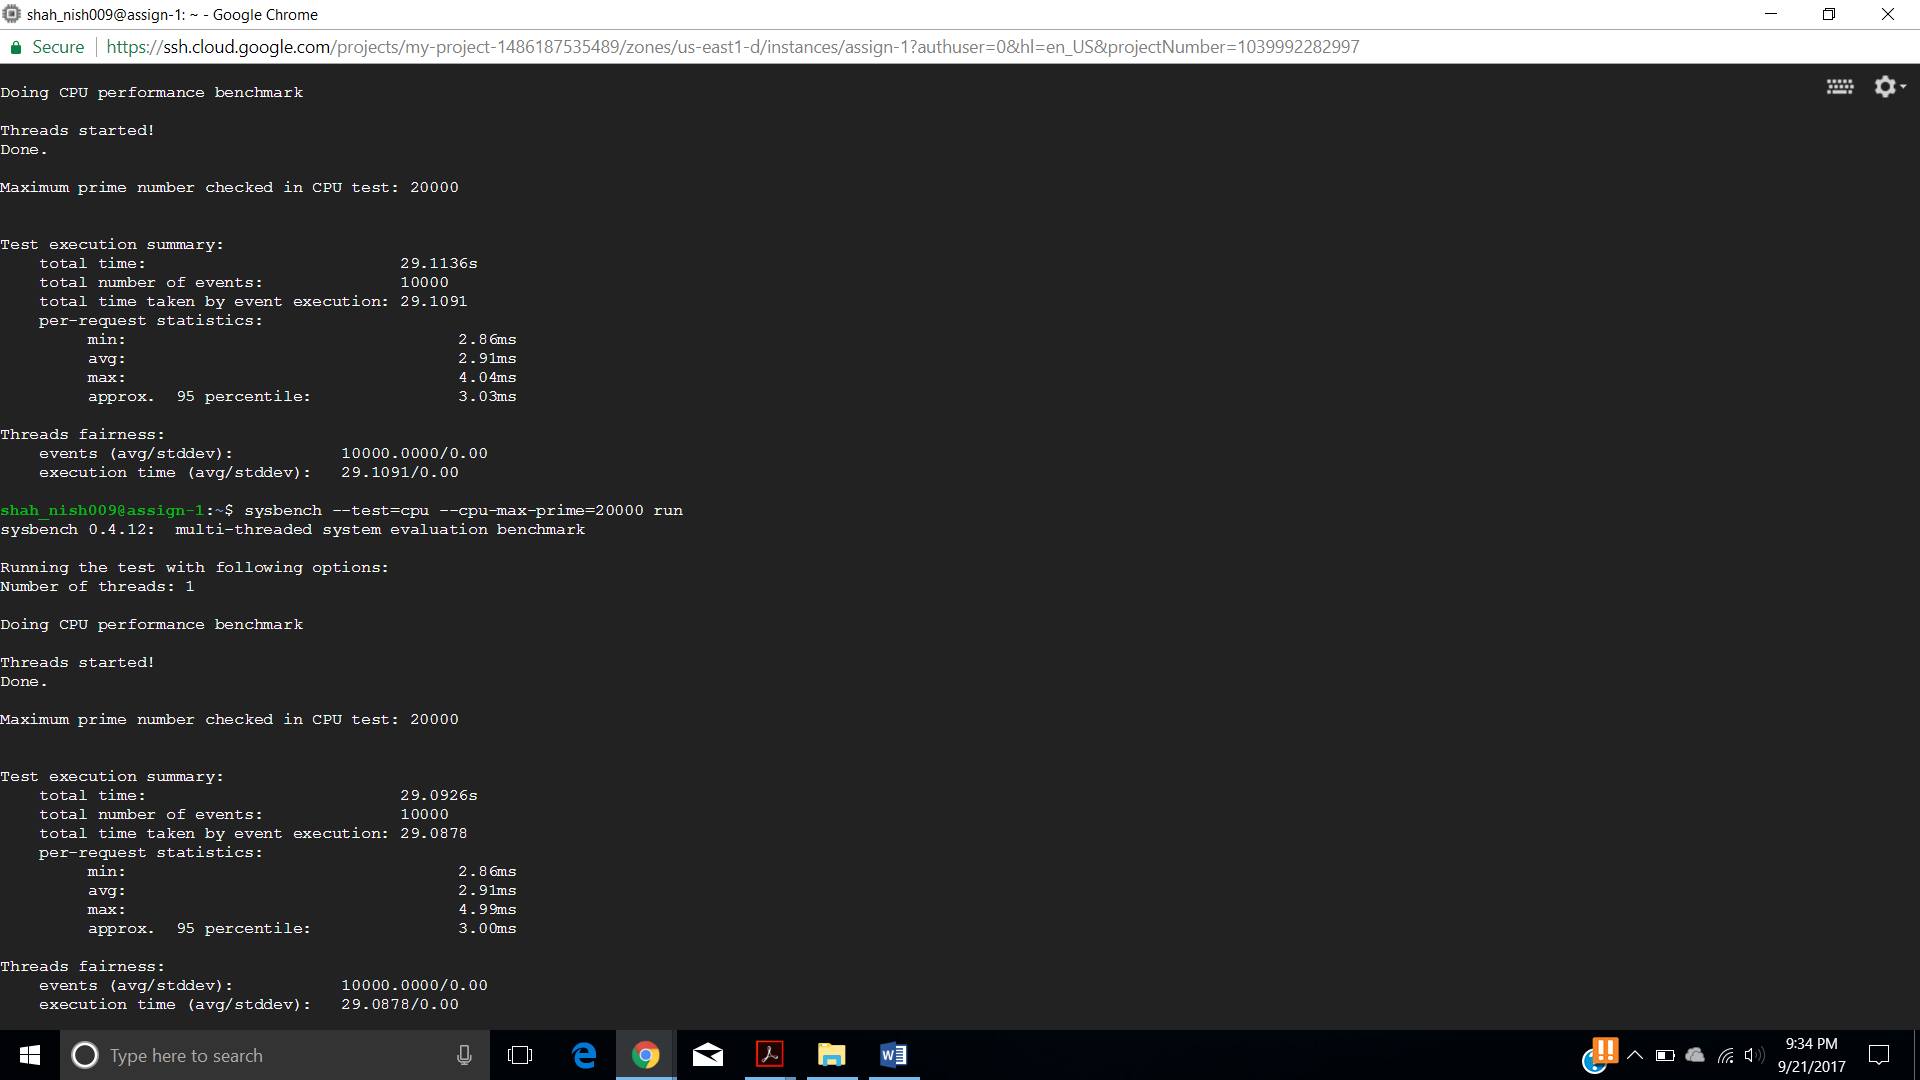 shah_nish009@assign-1: ~ - Google Chrome
Secure https://ssh.cloud.google.com/projects/my-project-1486187535489/zones/us-east1-d/instances/assign-1?authuser=0&hl=en_US&projectNumber=1039992282997
Doing CPU performance benchmark
Threads started!
Done.
Maximum prime number checked in CPU test: 20000
Test execution summary:
total time: 29.1136s
total number of events: 10000
total time taken by event execution: 29.1091
per-request statistics:
min: 2.86ms
avg: 2.91ms
max: 4.04ms
approx. 95 percentile: 3.03ms
Threads fairness:
events (avg/stddev): 10000.0000/0.00
execution time (avg/stddev): 29.1091/0.00
shah_nish009@assign-1:~$ sysbench --test=cpu --cpu-max-prime=20000 run
sysbench 0.4.12: multi-threaded system evaluation benchmark
Running the test with following options:
Number of threads: 1
Doing CPU performance benchmark
Threads started!
Done.
Maximum prime number checked in CPU test: 20000
Test execution summary:
total time: 29.0926s
total number of events: 10000
total time taken by event execution: 29.0878
per-request statistics:
min: 2.86ms
avg: 2.91ms
max: 4.99ms
approx. 95 percentile: 3.00ms
Threads fairness:
events (avg/stddev): 10000.0000/0.00
execution time (avg/stddev): 29.0878/0.00
Type here to search
9:34 PM
9/21/2017